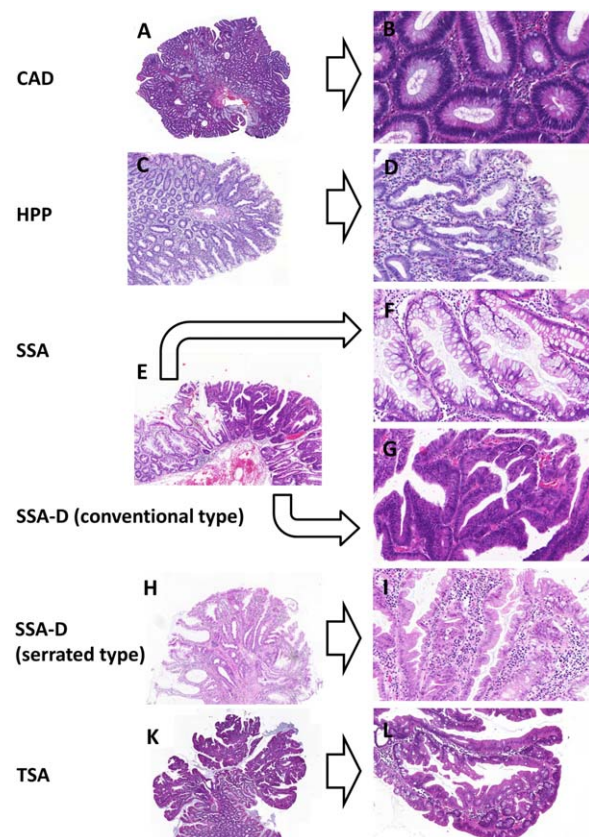 A
B
CAD
C
D
HPP
F
SSA
E
G
SSA-D (conventional type)
H
I
SSA-D
(serrated type)
K
L
TSA